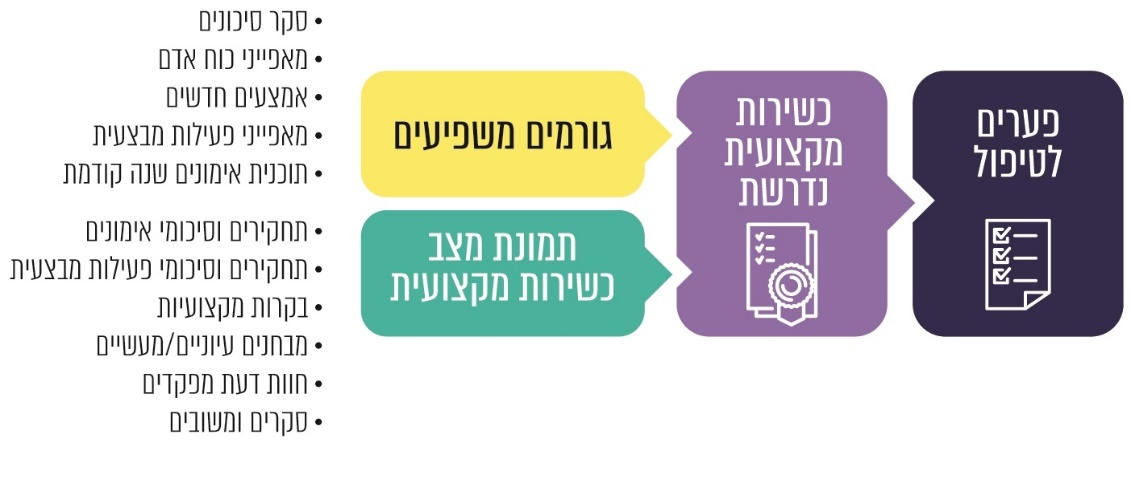 • סקר סיכונים
• מאפייני כוח אדם
• אמצעים חדשים
• מאפייני פעילות מבצעית
• תוכנית אימונים שנה קודמת
• תחקירים וסיכומי אימונים
• תחקירים וסיכומי פעילות מבצעית
• בקרות מקצועיות
• מבחנים עיוניים/מעשיים
• חוות דעת מפקדים
• סקרים ומשובים
גורמים משפיעים
תמונת מצב
כשירות מקצועית
כשירות
מקצועית
נדרשת
פערים
לטיפול